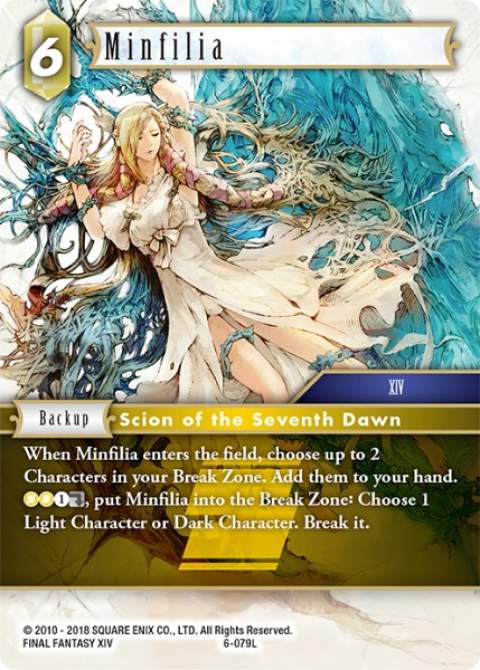 6
Minfilia
XIV
Backup
Scion of the Seventh Dawn
When Minfilia enters the field, choose up to 2
Characters in your Break Zone. Add them to your hand.
1, put Minfilia into the Break Zone: Choose 1
Light Character or Dark Character. Break it.
© 2010 - 2018 SQUARE ENIX CO., LTD. All Rights Reserved.
FINAL FANTASY XIV
6-079L